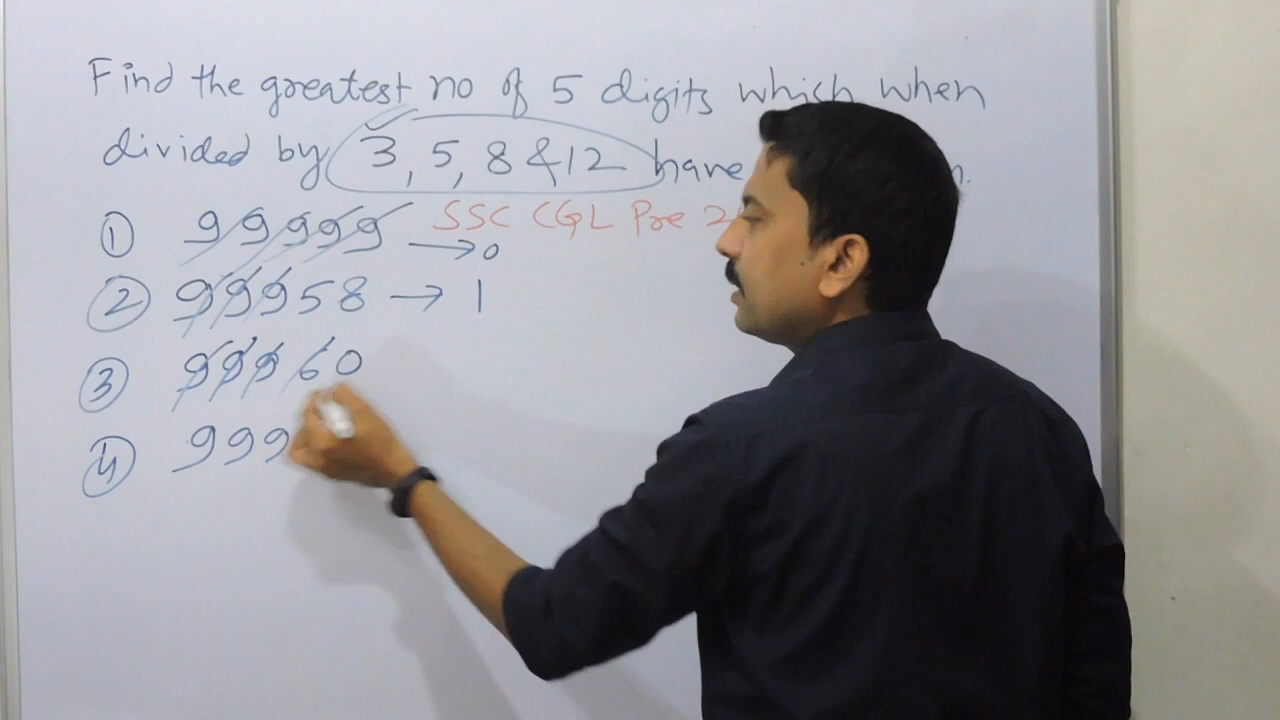 Find the greatest no of 5 digits which when
divided by 3, 5, 8 & 12 have
① 99999 → 0 SSC CGL Pre 2
② 99958 → 1
③ 99960
④ 999